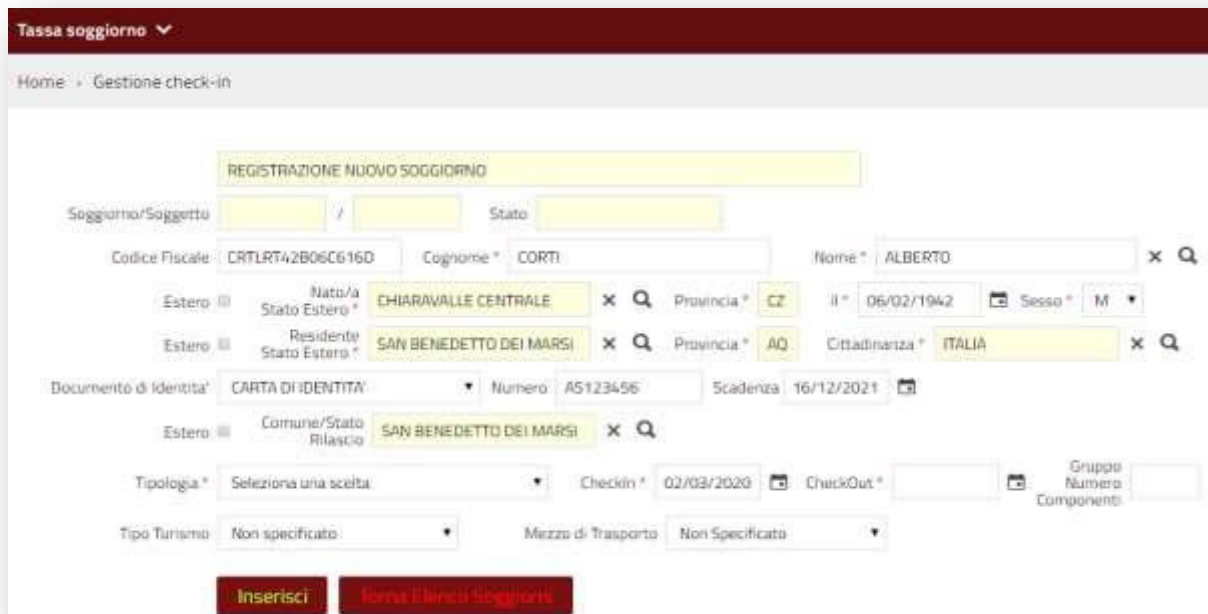 Tassa soggiorno
Home › Gestione check-in
REGISTRAZIONE NUOVO SOGGIORNO
Soggiorno/Soggetto / Stato
Codice Fiscale CRTLRT42B06C616D Cognome * CORTI Nome * ALBERTO
Estero Nato/a Stato Estero * CHIARAVALLE CENTRALE Provincia * CZ il * 06/02/1942 Sesso * M
Estero Residente Stato Estero * SAN BENEDETTO DEI MARSI Provincia * AQ Cittadinanza * ITALIA
Documento di Identita' CARTA DI IDENTITA' Numero AS123456 Scadenza 16/12/2021
Estero Comune/Stato Rilascio SAN BENEDETTO DEI MARSI
Tipologia * Seleziona una scelta Checkin * 02/03/2020 CheckOut * Gruppo Numero Componenti
Tipo Turismo Non specificato Mezzo di Trasporto Non Specificato
Inserisci Torna Elenco Soggiorni